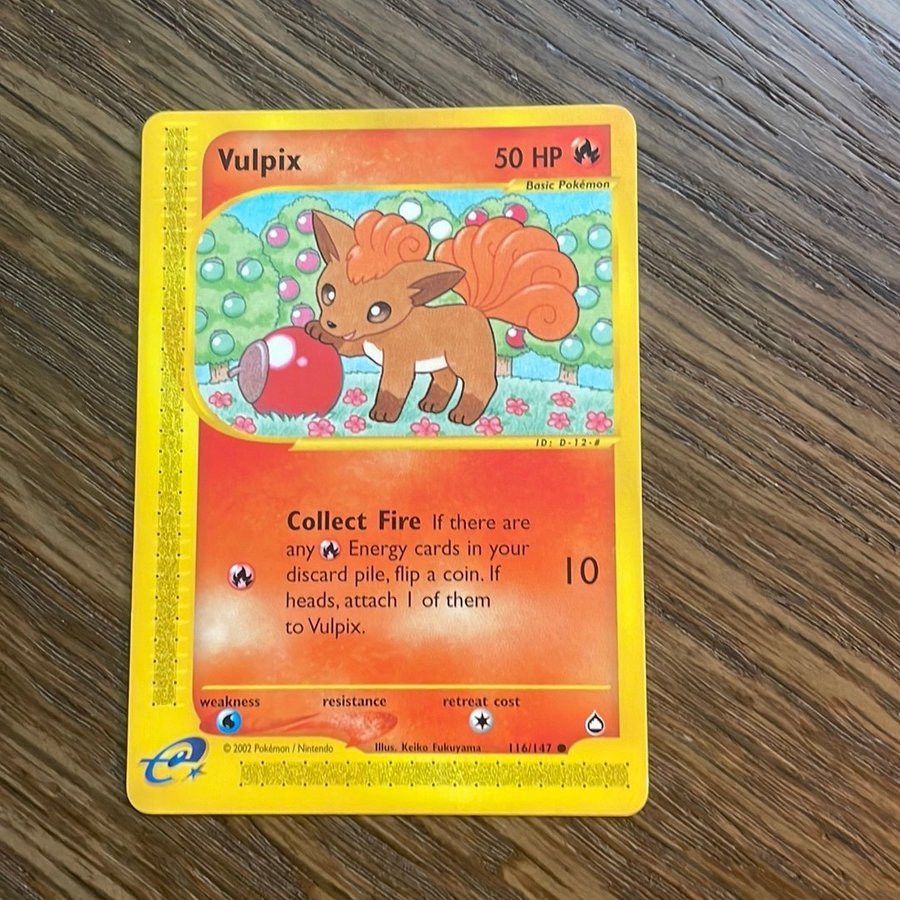 Vulpix 50 HP
Basic Pokémon
ID: D-12-#
Collect Fire If there are
any Energy cards in your
discard pile, flip a coin. If
heads, attach 1 of them
to Vulpix.
10
weakness resistance retreat cost
e
© 2002 Pokémon / Nintendo Illus. Keiko Fukuyama 116/147